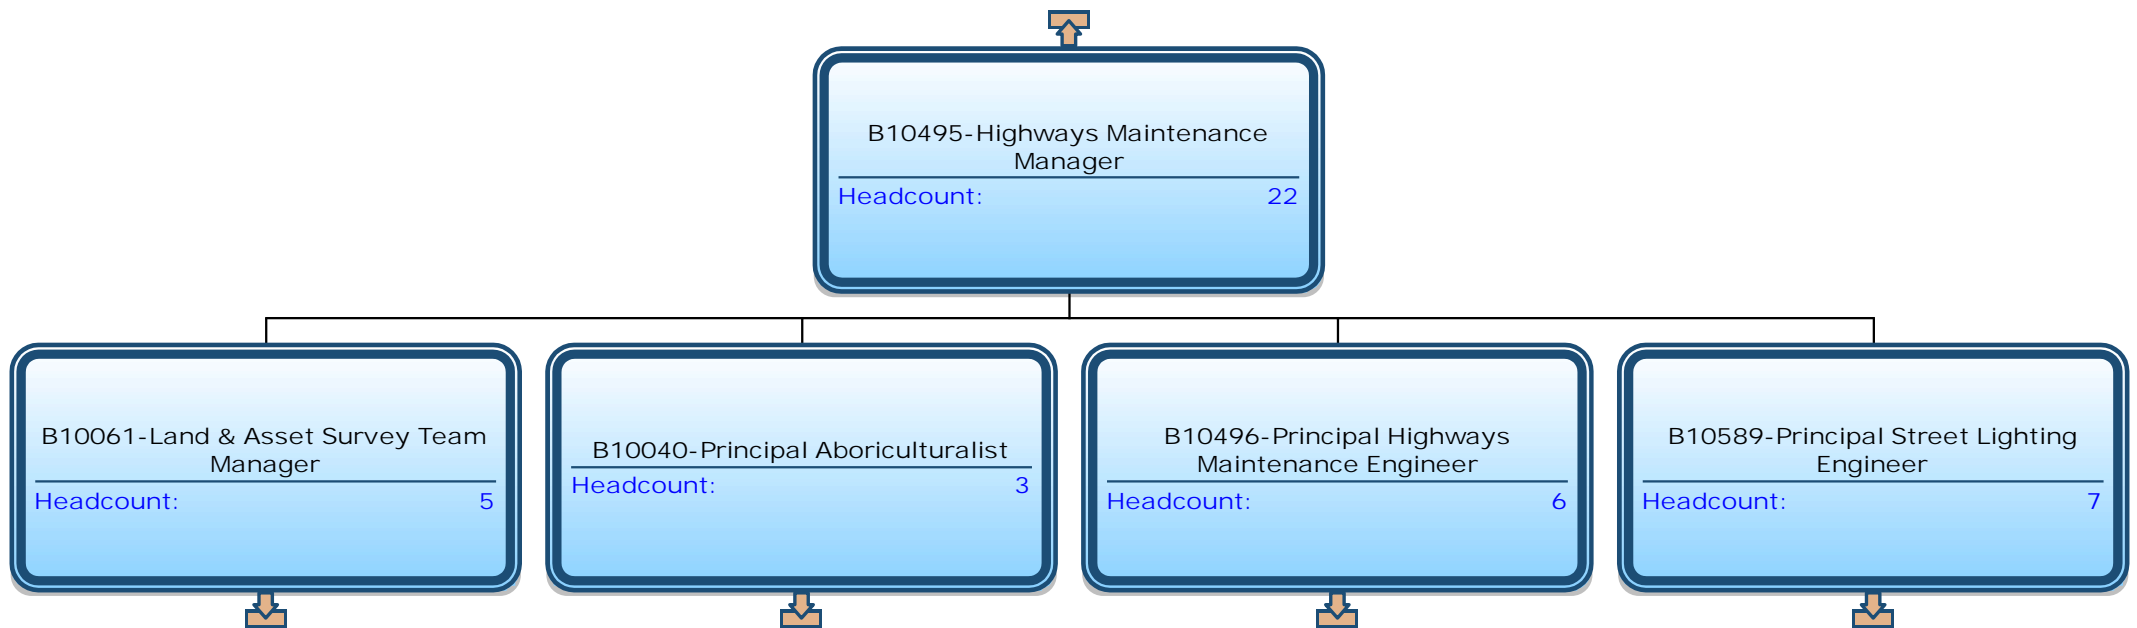 B10495-Highways Maintenance
Manager
Headcount: 22
B10061-Land & Asset Survey Team
Manager
Headcount: 5
B10040-Principal Aboriculturalist
Headcount: 3
B10496-Principal Highways
Maintenance Engineer
Headcount: 6
B10589-Principal Street Lighting
Engineer
Headcount: 7